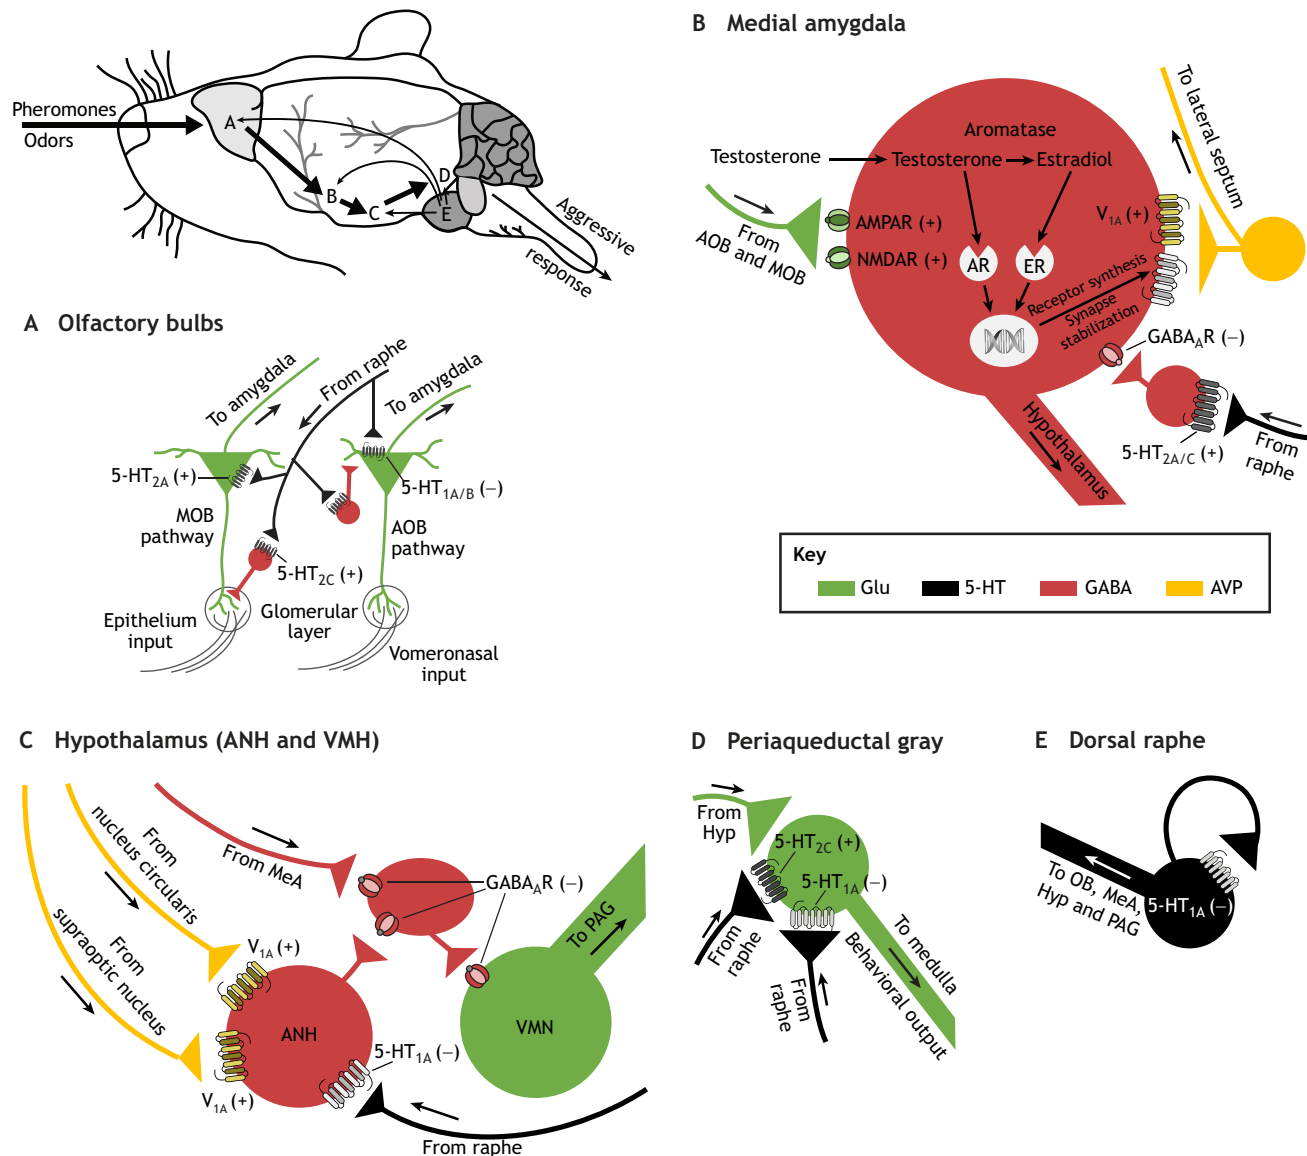 Pheromones
Odors
A
B
C
D
E
Aggressive
response
A Olfactory bulbs
To amygdala
From raphe
To amygdala
5-HT2A (+)
5-HT1A/B (−)
MOB
pathway
AOB
pathway
5-HT2C (+)
Epithelium
input
Glomerular
layer
Vomeronasal
input
B Medial amygdala
To lateral septum
Aromatase
Testosterone
Testosterone
Estradiol
V1A (+)
AMPAR (+)
From
AOB and MOB
NMDAR (+)
AR
ER
Receptor synthesis
Synapse
stabilization
GABAAR (−)
Hypothalamus
5-HT2A/C (+)
From
raphe
Key
Glu
5-HT
GABA
AVP
C Hypothalamus (ANH and VMH)
From
nucleus circularis
From MeA
From
supraoptic nucleus
GABAAR (−)
To PAG
V1A (+)
ANH
VMN
5-HT1A (−)
V1A (+)
From raphe
D Periaqueductal gray
From
Hyp
5-HT2C (+)
5-HT1A (−)
From
raphe
From
raphe
To medulla
Behavioral output
E Dorsal raphe
To OB, MeA,
Hyp and PAG
5-HT1A (−)